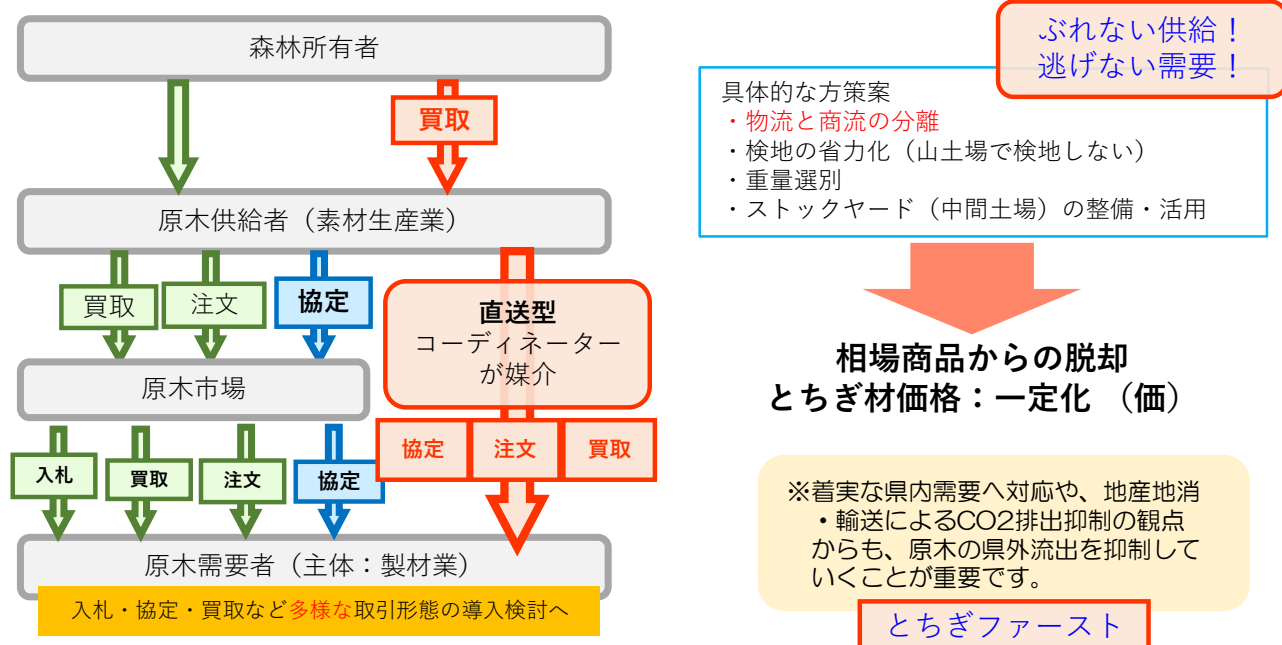 森林所有者
買取
原木供給者（素材生産業）
買取
注文
協定
直送型
コーディネーター
が媒介
原木市場
協定
注文
買取
入札
買取
注文
協定
原木需要者（主体：製材業）
入札・協定・買取など多様な取引形態の導入検討へ
ぶれない供給！
逃げない需要！
具体的な方策案
・物流と商流の分離
・検地の省力化（山土場で検地しない）
・重量選別
・ストックヤード（中間土場）の整備・活用
相場商品からの脱却
とちぎ材価格：一定化 （価）
※着実な県内需要へ対応や、地産地消
・輸送によるCO2排出抑制の観点
からも、原木の県外流出を抑制して
いくことが重要です。
とちぎファースト